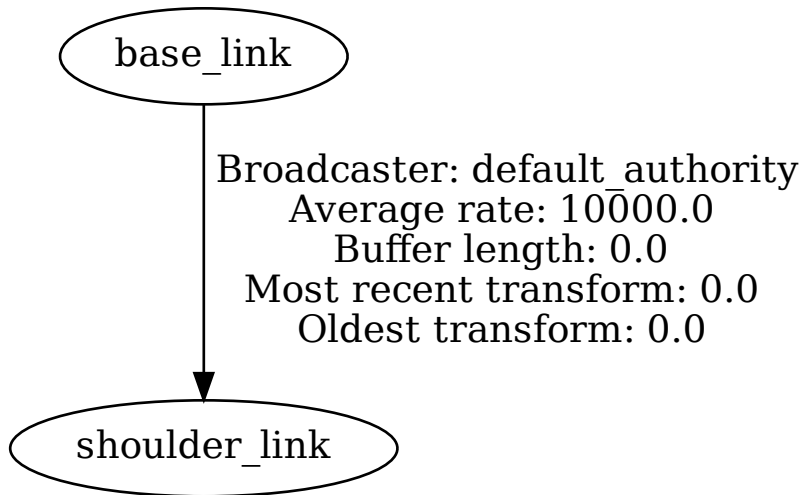 base_link
Broadcaster: default_authority
Average rate: 10000.0
Buffer length: 0.0
Most recent transform: 0.0
Oldest transform: 0.0
shoulder_link